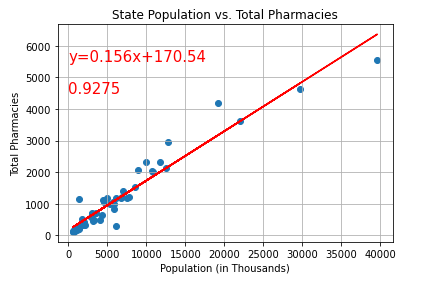 State Population vs. Total Pharmacies
y=0.156x+170.54
0.9275
Total Pharmacies
6000
5000
4000
3000
2000
1000
0
0 5000 10000 15000 20000 25000 30000 35000 40000
Population (in Thousands)